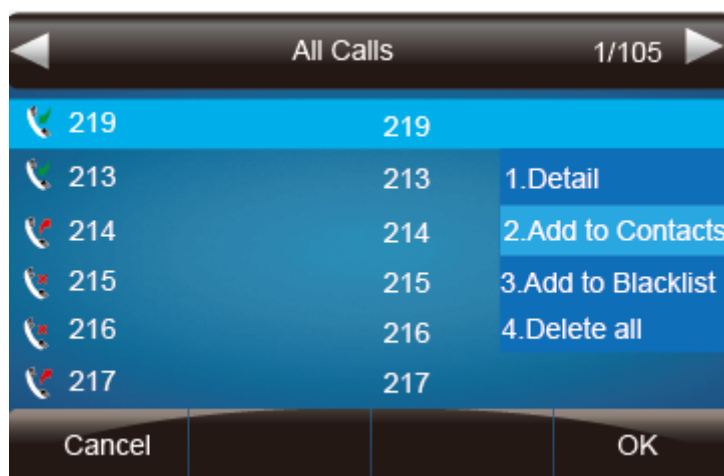 All Calls 1/105
219 219
213 213 1.Detail
214 214 2.Add to Contacts
215 215 3.Add to Blacklist
216 216 4.Delete all
217 217
Cancel OK